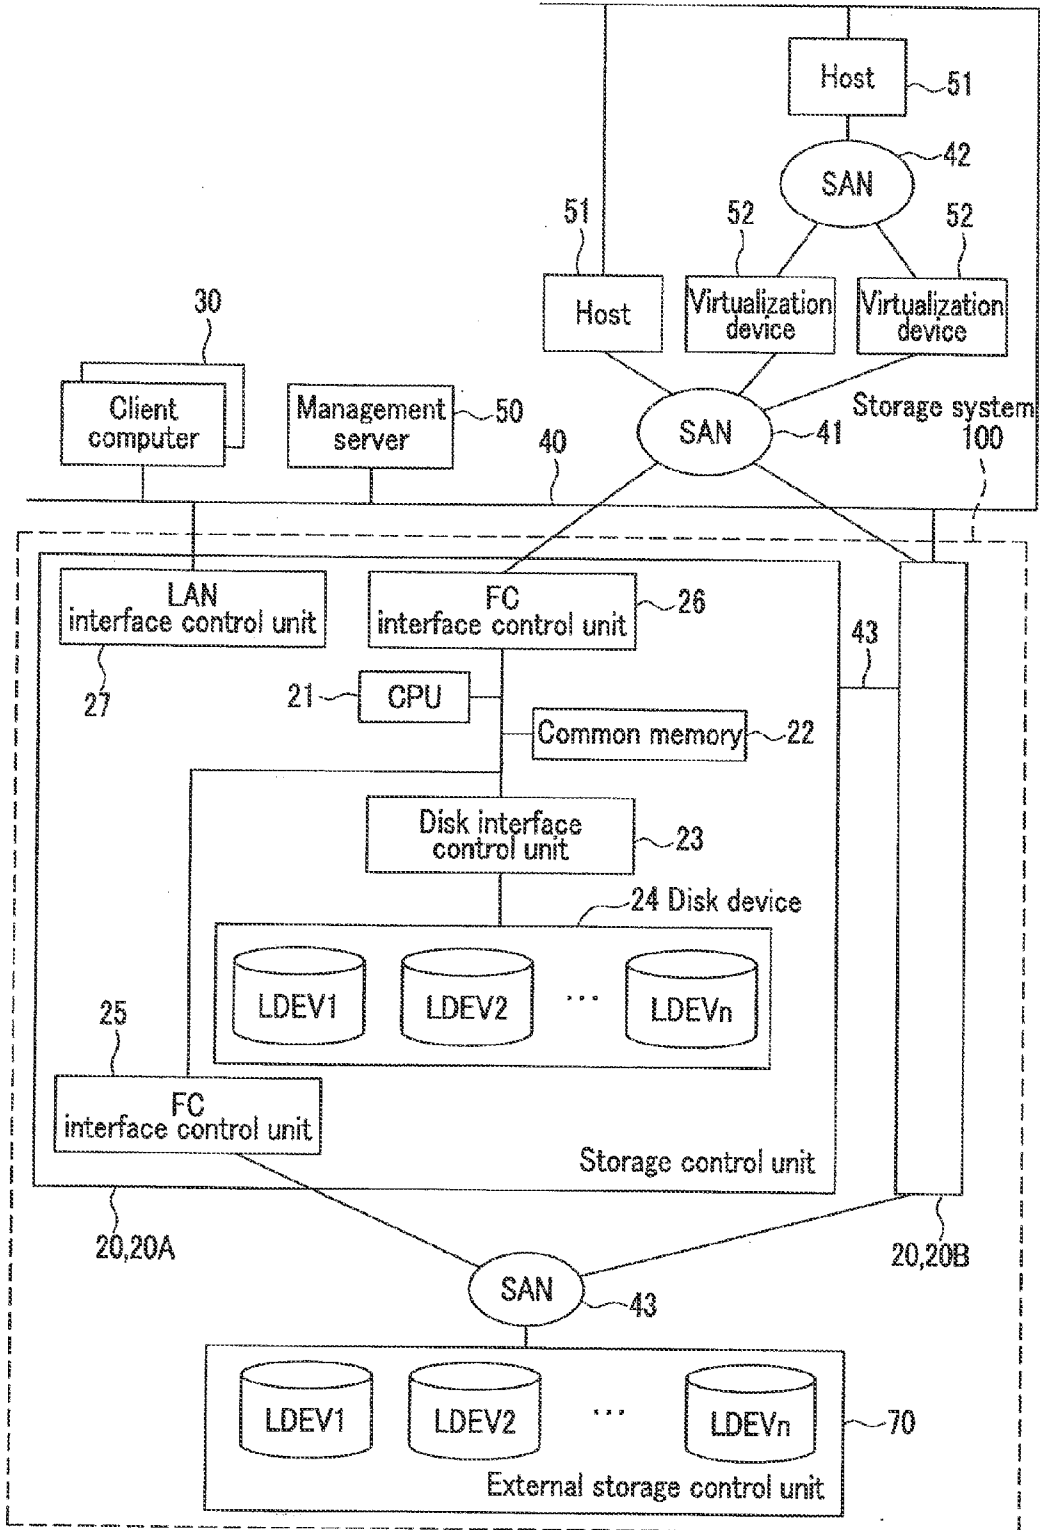 Host
51
42
SAN
51
52
52
Host
Virtualization
device
Virtualization
device
30
Client
computer
Management
server
50
SAN
41
Storage system
100
40
LAN
interface control unit
27
FC
interface control unit
26
43
21
CPU
Common memory
22
Disk interface
control unit
23
24 Disk device
LDEV1
LDEV2
...
LDEVn
25
FC
interface control unit
Storage control unit
20,20A
20,20B
SAN
43
LDEV1
LDEV2
...
LDEVn
70
External storage control unit